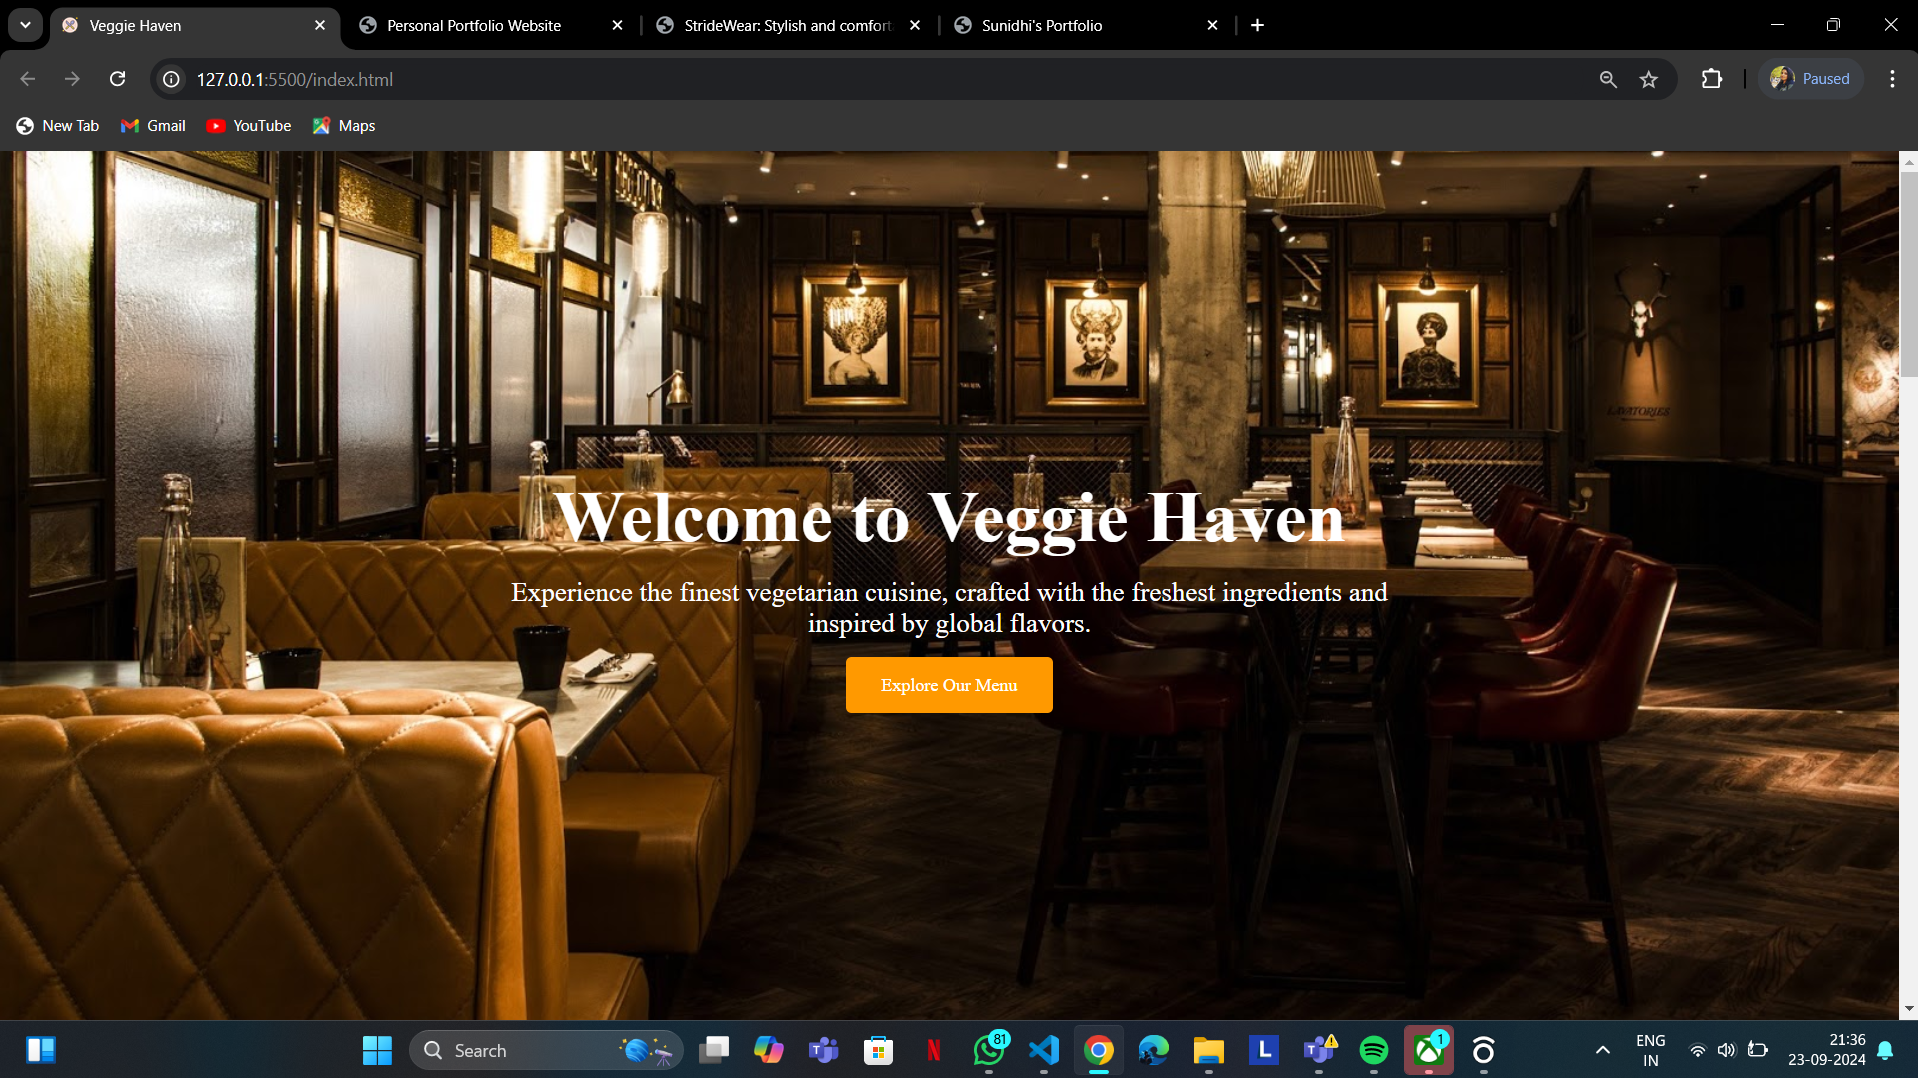 Veggie Haven
Personal Portfolio Website
StrideWear: Stylish and comfort
Sunidhi's Portfolio
127.0.0.1:5500/index.html
Paused
New Tab
Gmail
YouTube
Maps
LAVATORIES
Welcome to Veggie Haven
Experience the finest vegetarian cuisine, crafted with the freshest ingredients and
inspired by global flavors.
Explore Our Menu
Search
81
1
ENG
IN
21:36
23-09-2024